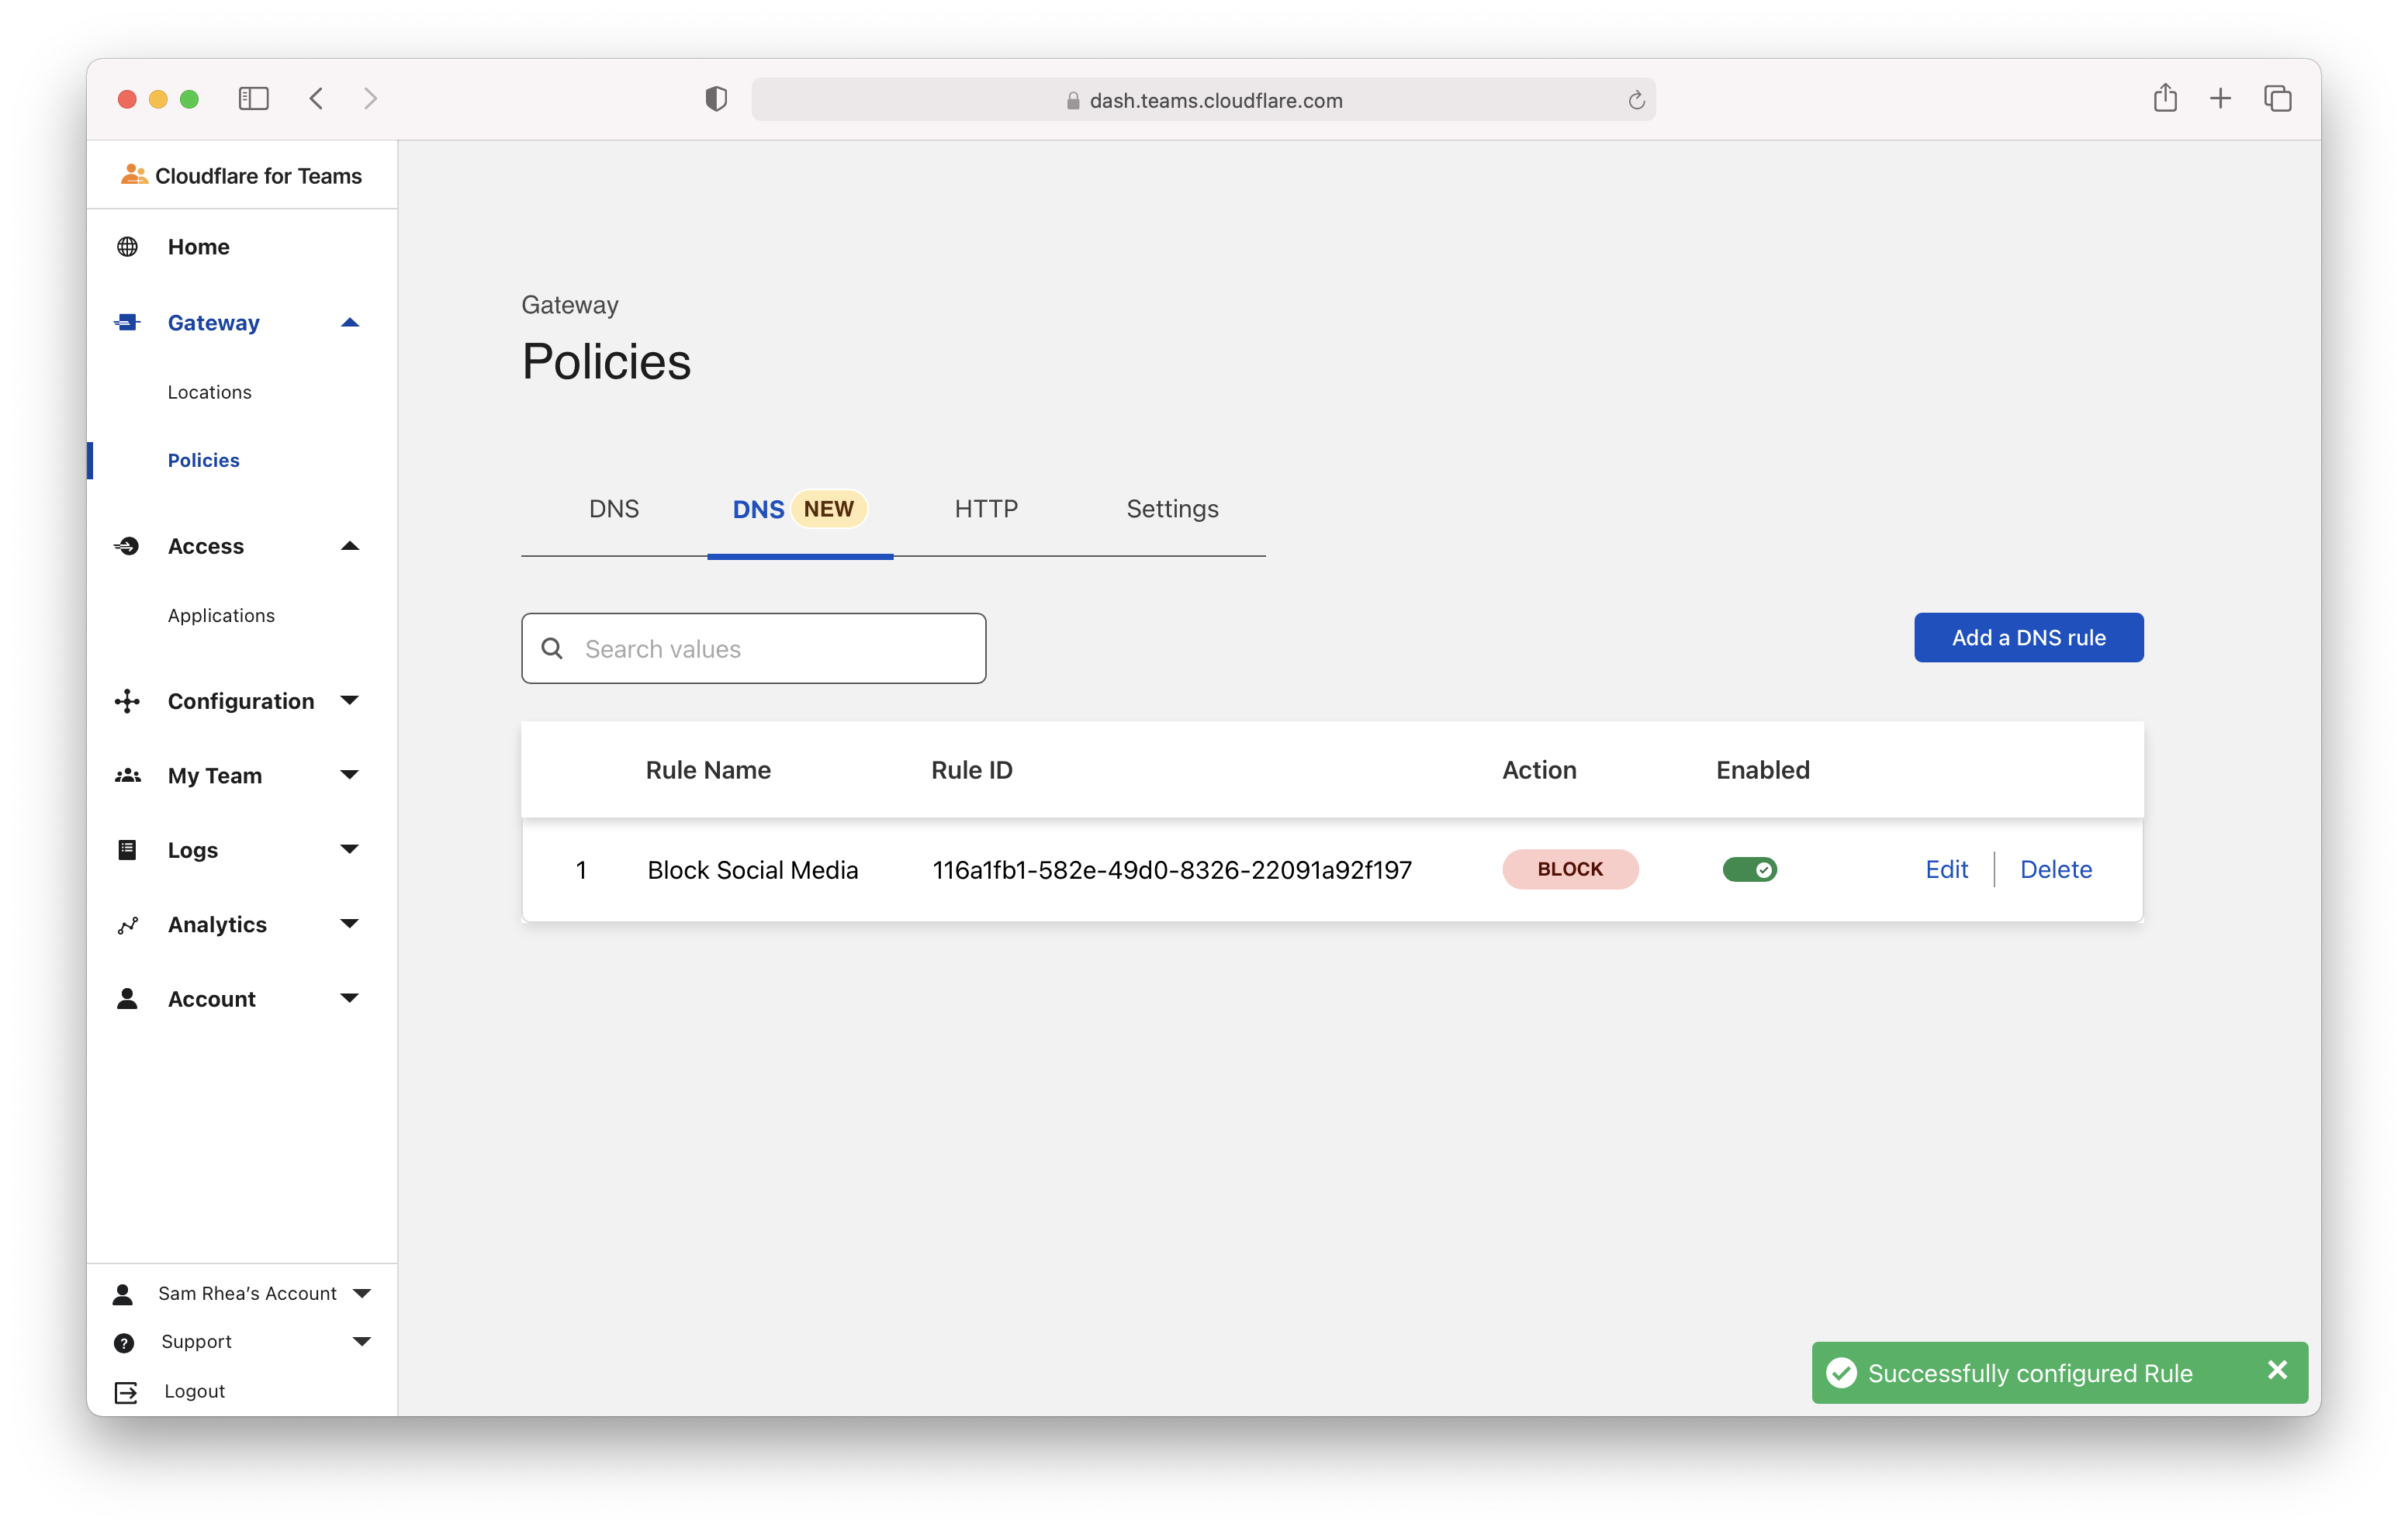 dash.teams.cloudflare.com
Cloudflare for Teams
Home
Gateway
Locations
Policies
Access
Applications
Configuration
My Team
Logs
Analytics
Account
Sam Rhea’s Account
Support
Logout
Gateway
Policies
DNS DNS NEW HTTP Settings
Search values
Add a DNS rule
Rule Name Rule ID Action Enabled
1 Block Social Media 116a1fb1-582e-49d0-8326-22091a92f197 BLOCK Edit Delete
Successfully configured Rule